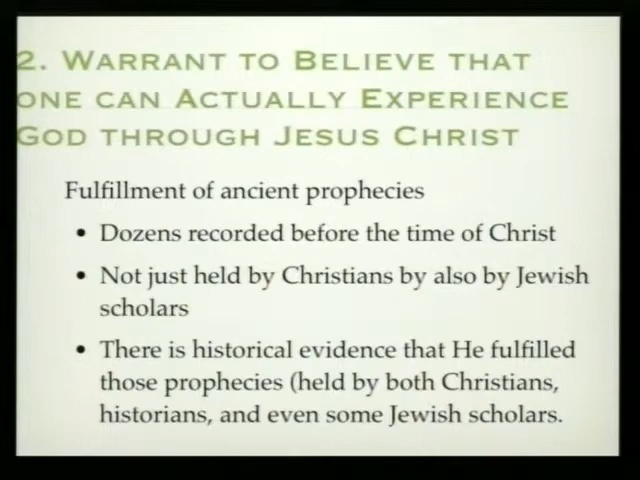 2. Warrant to Believe that
one can Actually Experience
God through Jesus Christ
Fulfillment of ancient prophecies
• Dozens recorded before the time of Christ
• Not just held by Christians by also by Jewish
scholars
• There is historical evidence that He fulfilled
those prophecies (held by both Christians,
historians, and even some Jewish scholars.